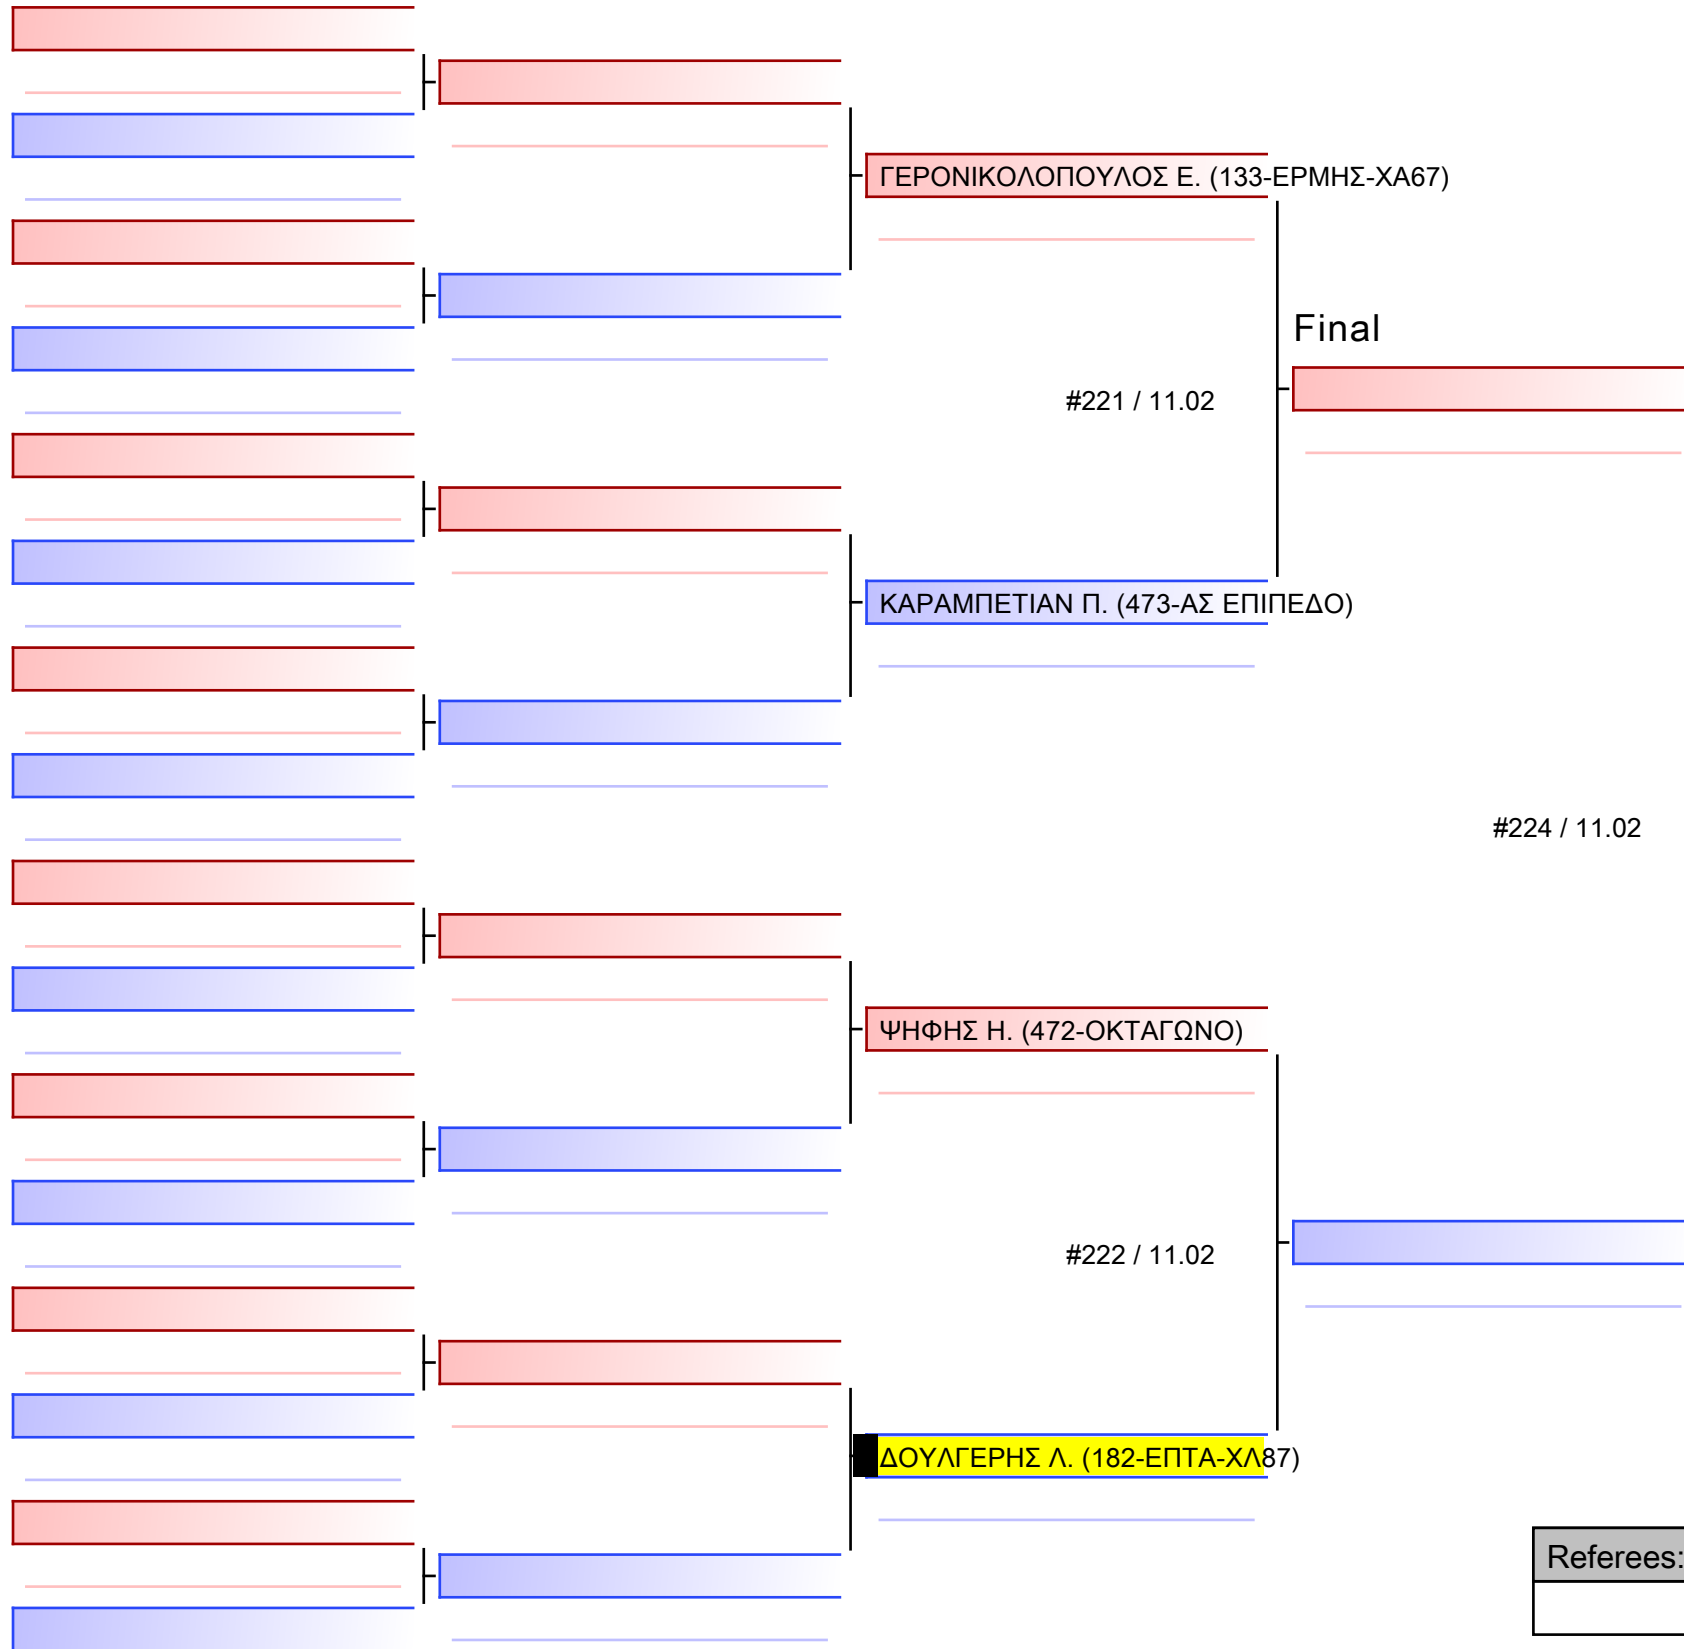 ΓΕΡΟΝΙΚΟΛΟΠΟΥΛΟΣ Ε. (133-ΕΡΜΗΣ-ΧΑ67)
Final
#221 / 11.02
ΚΑΡΑΜΠΕΤΙΑΝ Π. (473-ΑΣ ΕΠΙΠΕΔΟ)
#224 / 11.02
ΨΗΦΗΣ Η. (472-ΟΚΤΑΓΩΝΟ)
#222 / 11.02
ΔΟΥΛΓΕΡΗΣ Λ. (182-ΕΠΤΑ-ΧΛ87)
Referees: